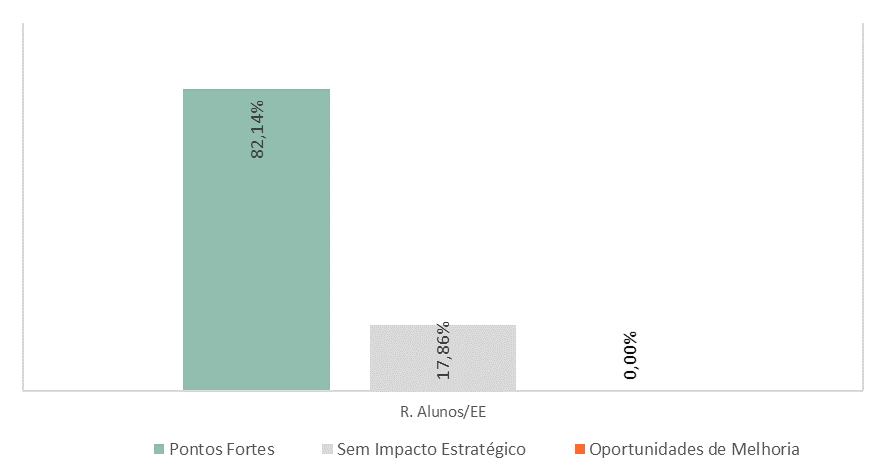 82,14%
17,86%
0,00%
R. Alunos/EE
Pontos Fortes
Sem Impacto Estratégico
Oportunidades de Melhoria